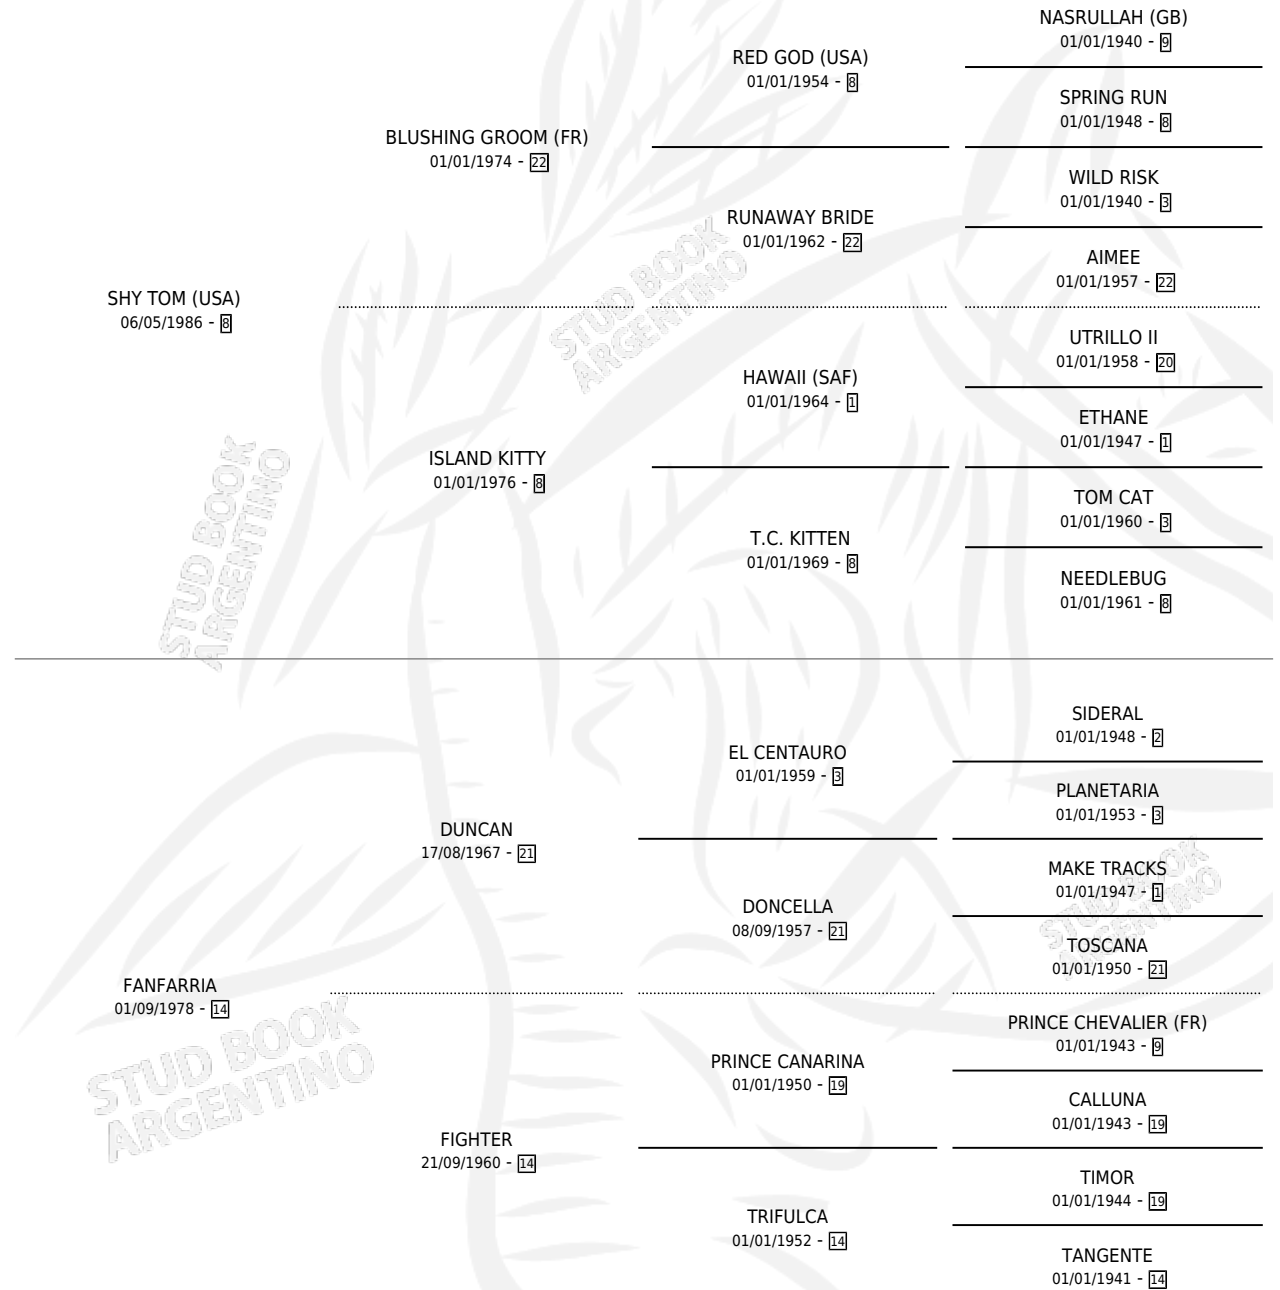 NASRULLAH (GB)
01/01/1940 - 9
RED GOD (USA)
01/01/1954 - 8
SPRING RUN
01/01/1948 - 8
BLUSHING GROOM (FR)
01/01/1974 - 22
WILD RISK
01/01/1940 - 3
RUNAWAY BRIDE
01/01/1962 - 22
AIMEE
01/01/1957 - 22
SHY TOM (USA)
06/05/1986 - 8
UTRILLO II
01/01/1958 - 20
HAWAII (SAF)
01/01/1964 - 1
ETHANE
01/01/1947 - 1
ISLAND KITTY
01/01/1976 - 8
TOM CAT
01/01/1960 - 3
T.C. KITTEN
01/01/1969 - 8
NEEDLEBUG
01/01/1961 - 8
SIDERAL
01/01/1948 - 2
EL CENTAURO
01/01/1959 - 3
PLANETARIA
01/01/1953 - 3
DUNCAN
17/08/1967 - 21
MAKE TRACKS
01/01/1947 - 1
DONCELLA
08/09/1957 - 21
TOSCANA
01/01/1950 - 21
FANFARRIA
01/09/1978 - 14
PRINCE CHEVALIER (FR)
01/01/1943 - 9
PRINCE CANARINA
01/01/1950 - 19
CALLUNA
01/01/1943 - 19
FIGHTER
21/09/1960 - 14
TIMOR
01/01/1944 - 19
TRIFULCA
01/01/1952 - 14
TANGENTE
01/01/1941 - 14
STUD BOOK
ARGENTINO
STUD BOOK
ARGENTINO
STUD BOOK
ARGENTINO
STUD BOOK
ARGENTINO